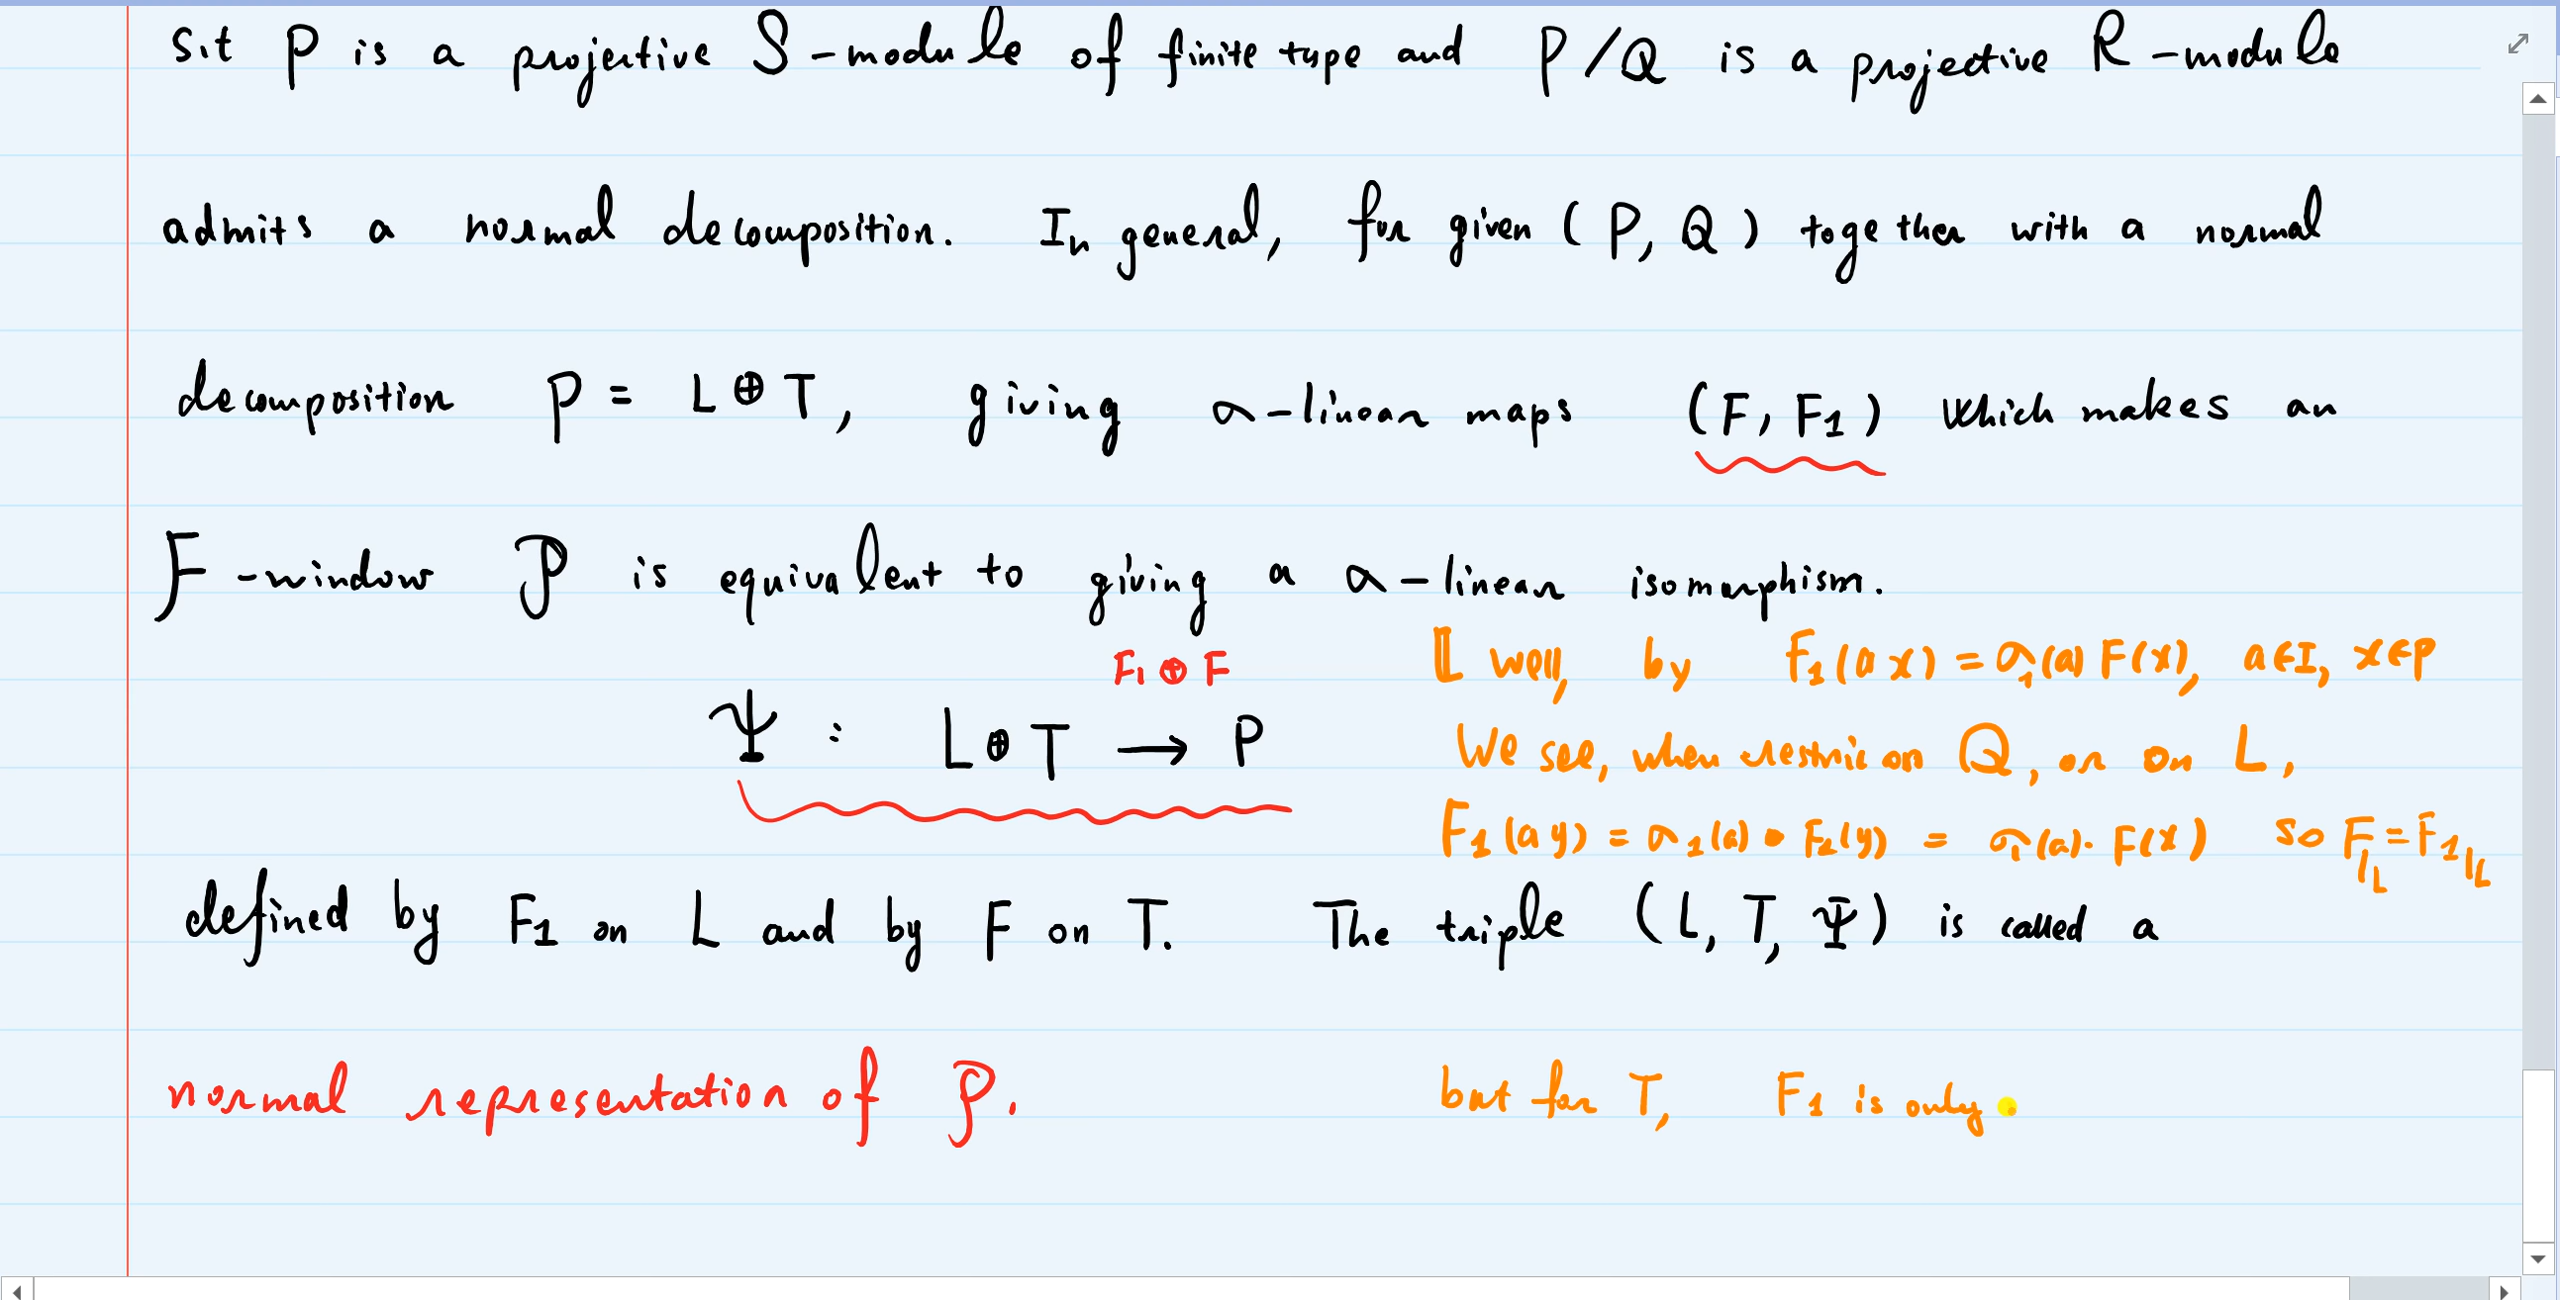 s.t P is a projective S-module of finite type and P/Q is a projective R-module
admits a normal decomposition. In general, for given (P, Q) together with a normal
decomposition P = L ⊕ T, giving σ-linear maps (F, F₁) which makes an
F-window 𝒫 is equivalent to giving a σ-linear isomorphism.
F₁ ⊕ F
Ψ : L ⊕ T → P
defined by F₁ on L and by F on T. The triple (L, T, Ψ) is called a
normal representation of 𝒫.
⟦ well, by F₁(ax) = σ₁(a) F(x), a∈I, x∈P
We see, when restric on Q, or on L,
F₁(ay) = σ₁(a) • F₁(y) = σ₁(a). F(x) so F|L = F₁|L
but for T, F₁ is only